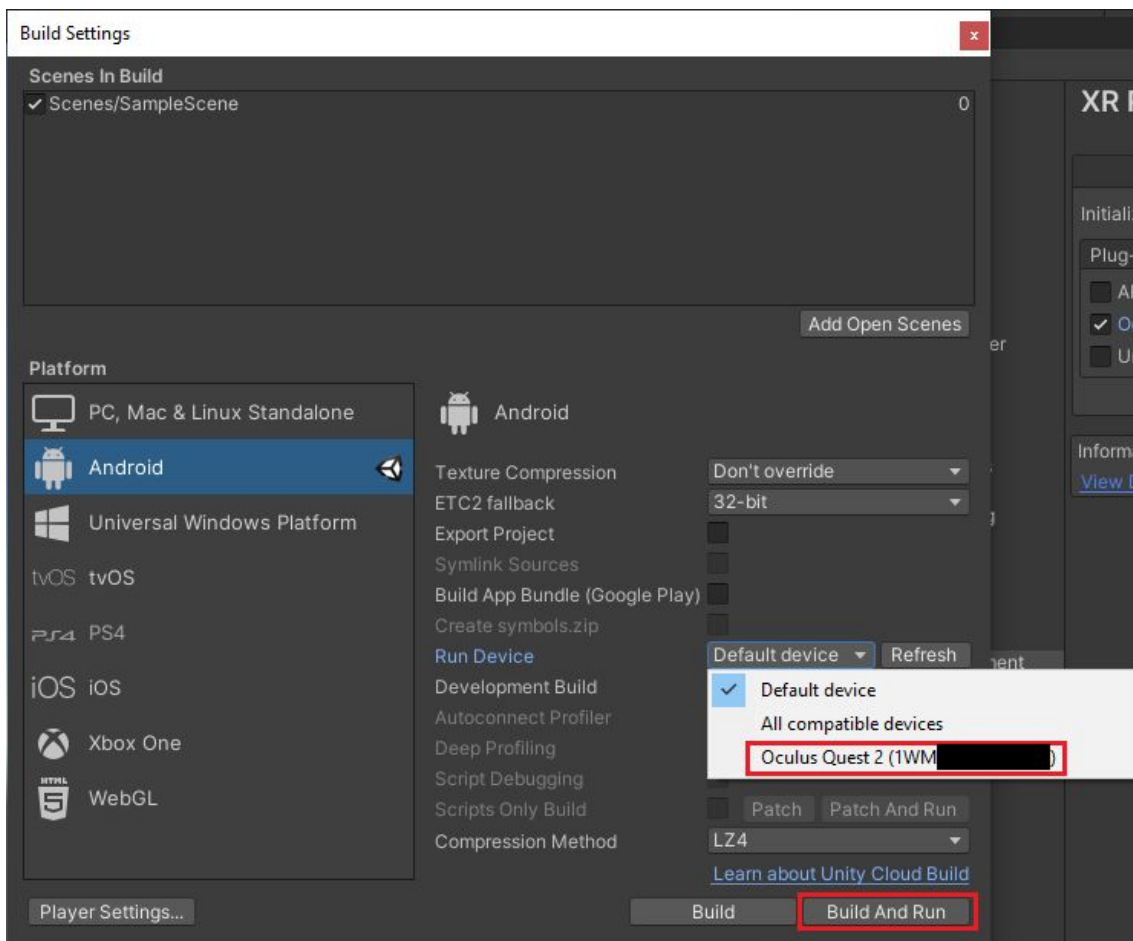 Build Settings
x
Scenes In Build
Scenes/SampleScene 0
Add Open Scenes
Platform
PC, Mac & Linux Standalone
Android
Universal Windows Platform
tvOS tvOS
PS4 PS4
iOS iOS
Xbox One
HTML 5 WebGL
Android
Texture Compression Don't override
ETC2 fallback 32-bit
Export Project
Symlink Sources
Build App Bundle (Google Play)
Create symbols.zip
Run Device Default device Refresh
Development Build
Autoconnect Profiler
Deep Profiling
Script Debugging
Scripts Only Build Patch Patch And Run
Compression Method LZ4
Default device
All compatible devices
Oculus Quest 2 (1WM )
Learn about Unity Cloud Build
Player Settings... Build Build And Run
XR
Initiali
Plug-
Inform
View